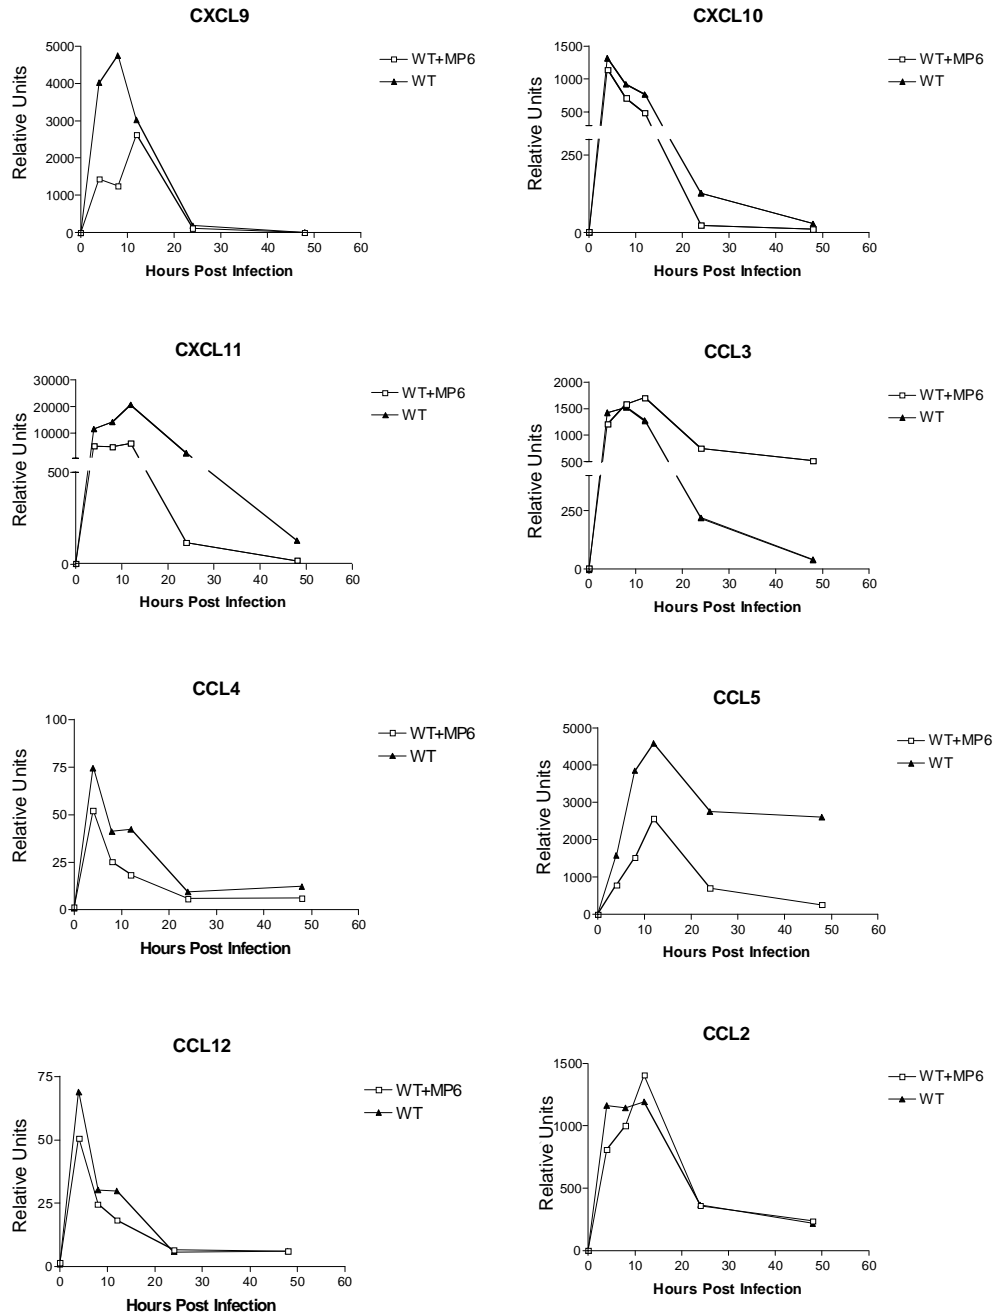 CXCL9
5000
4000
3000
2000
1000
0
0 10 20 30 40 50 60
Relative Units
Hours Post Infection
WT+MP6
WT
CXCL10
1500
1000
500
250
0
0 10 20 30 40 50 60
Relative Units
Hours Post Infection
WT+MP6
WT
CXCL11
30000
20000
10000
500
0
0 10 20 30 40 50 60
Relative Units
Hours Post Infection
WT+MP6
WT
CCL3
2000
1500
1000
500
250
0
0 10 20 30 40 50 60
Relative Units
Hours Post Infection
WT+MP6
WT
CCL4
100
75
50
25
0
0 10 20 30 40 50 60
Relative Units
Hours Post Infection
WT+MP6
WT
CCL5
5000
4000
3000
2000
1000
0
0 10 20 30 40 50 60
Relative Units
Hours Post Infection
WT+MP6
WT
CCL12
75
50
25
0
0 10 20 30 40 50 60
Relative Units
Hours Post Infection
WT+MP6
WT
CCL2
1500
1000
500
0
0 10 20 30 40 50 60
Relative Units
Hours Post Infection
WT+MP6
WT